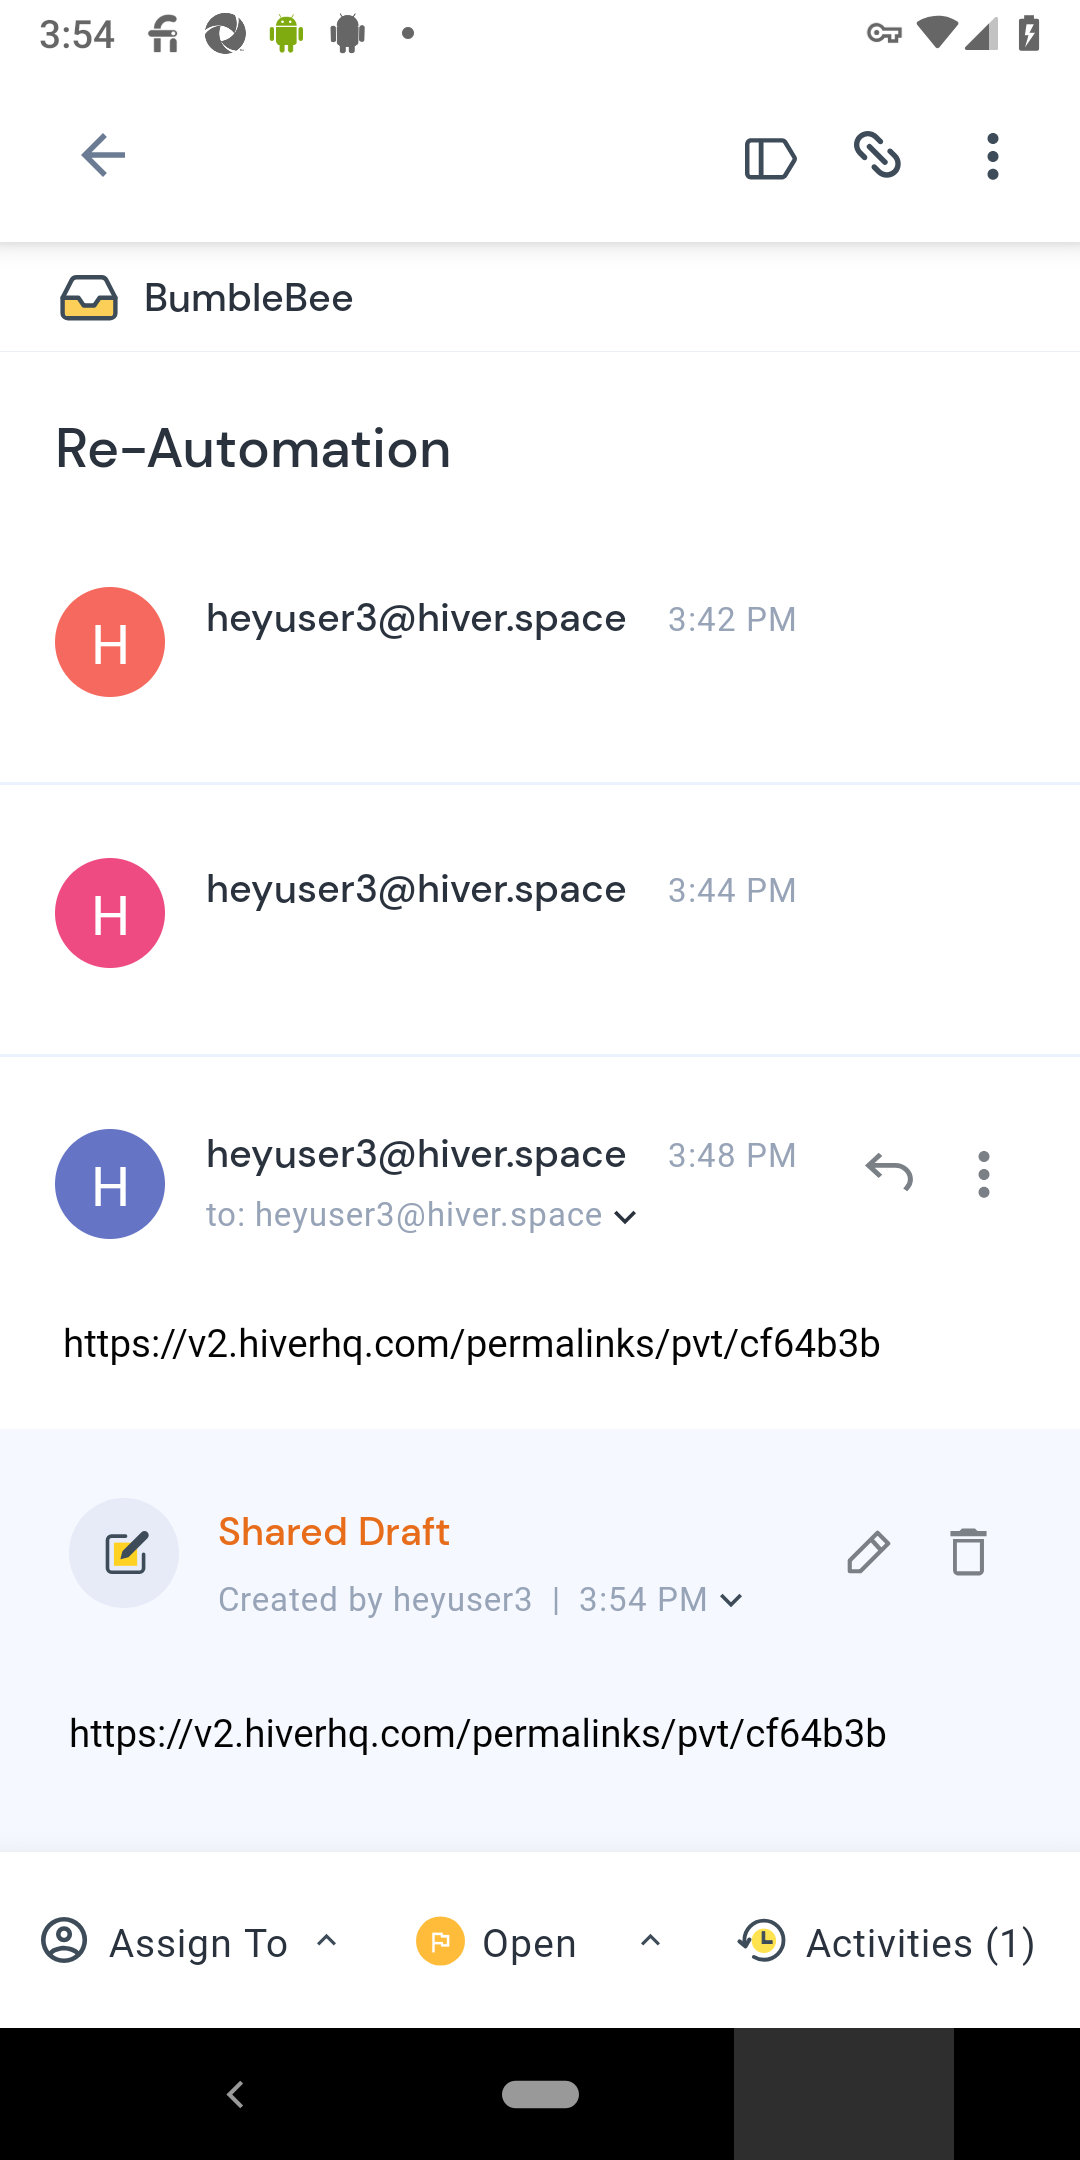 3:54
BumbleBee
Re-Automation
H
heyuser3@hiver.space 3:42 PM
H
heyuser3@hiver.space 3:44 PM
H
heyuser3@hiver.space 3:48 PM
to: heyuser3@hiver.space
https://v2.hiverhq.com/permalinks/pvt/cf64b3b
Shared Draft
Created by heyuser3 | 3:54 PM
https://v2.hiverhq.com/permalinks/pvt/cf64b3b
Assign To Open Activities (1)